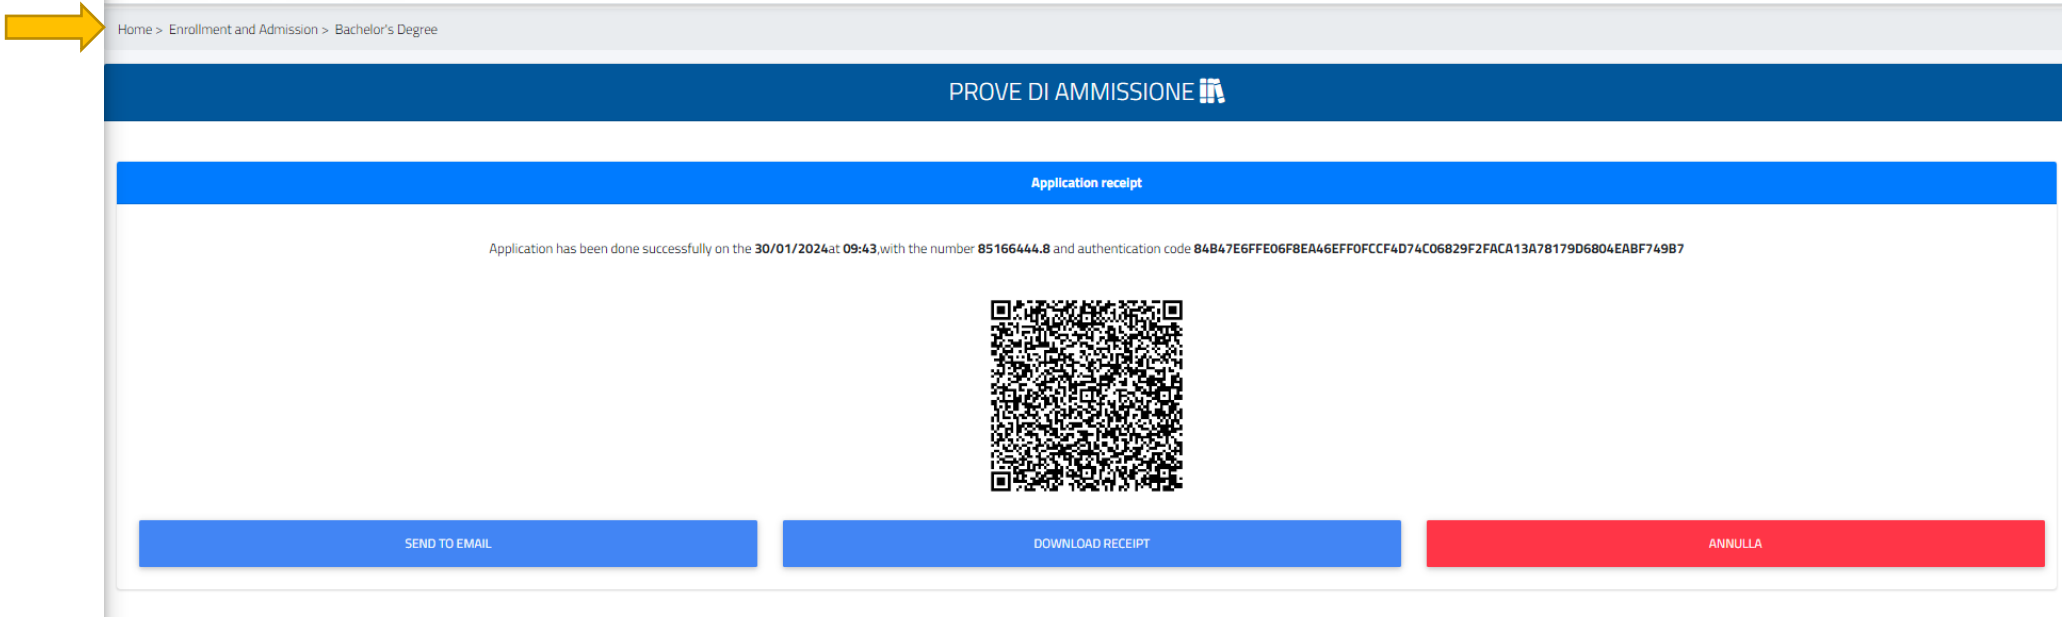 Home > Enrollment and Admission > Bachelor's Degree
PROVE DI AMMISSIONE
Application receipt
Application has been done successfully on the 30/01/2024at 09:43,with the number 85166444.8 and authentication code 84B47E6FFE06F8EA46EFF0FCCF4D74C06829F2FACA13A78179D6804EABF749B7
SEND TO EMAIL
DOWNLOAD RECEIPT
ANNULLA